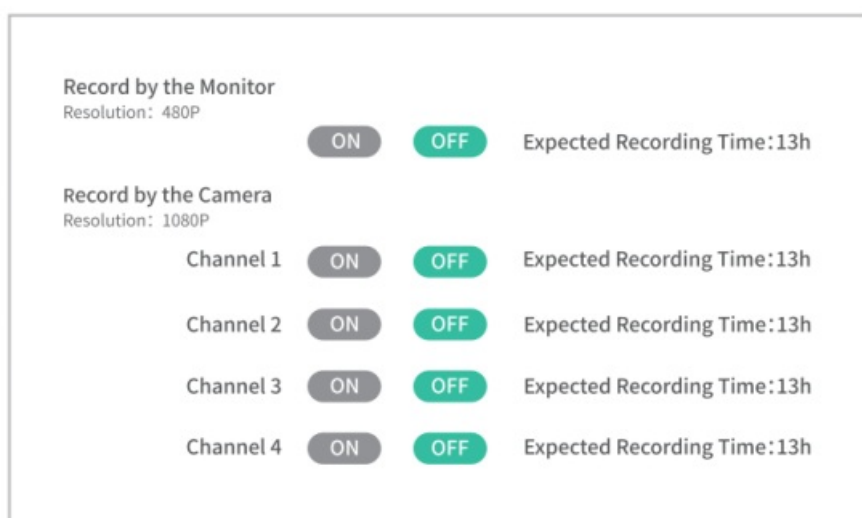 Record by the Monitor
Resolution: 480P
ON OFF Expected Recording Time:13h
Record by the Camera
Resolution: 1080P
Channel 1 ON OFF Expected Recording Time:13h
Channel 2 ON OFF Expected Recording Time:13h
Channel 3 ON OFF Expected Recording Time:13h
Channel 4 ON OFF Expected Recording Time:13h